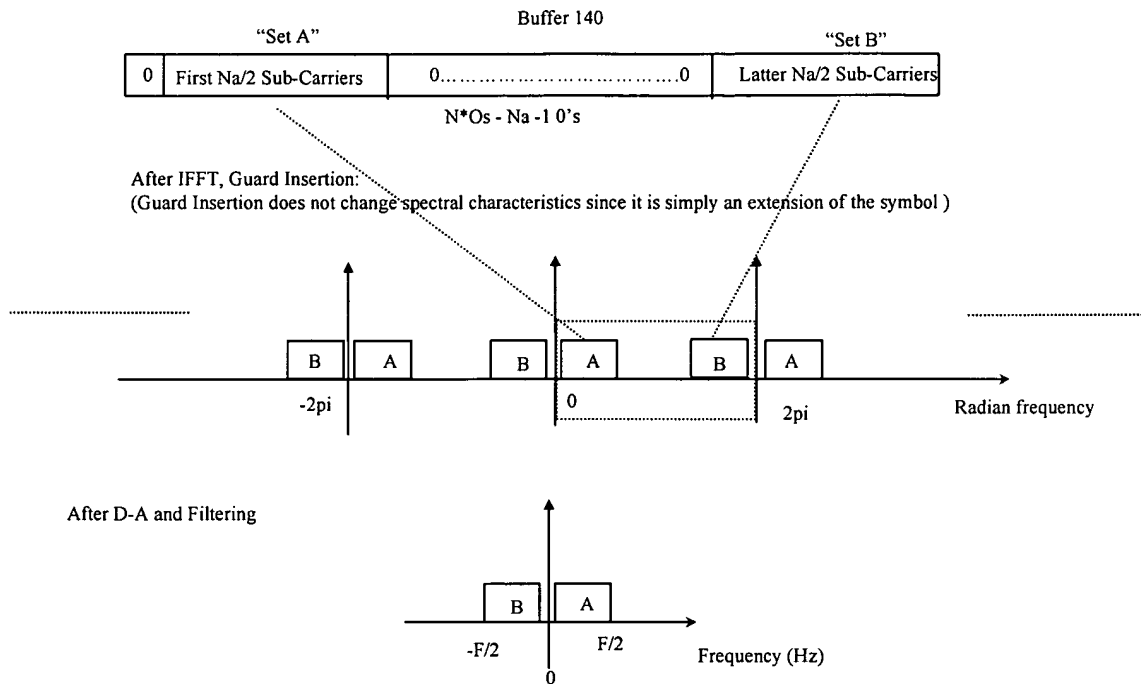 Buffer 140
“Set A”
“Set B”
0
First Na/2 Sub-Carriers
0……………………………….0
Latter Na/2 Sub-Carriers
N*Os - Na -1 0’s
After IFFT, Guard Insertion:
(Guard Insertion does not change spectral characteristics since it is simply an extension of the symbol )
B
A
B
A
B
A
-2pi
0
2pi
Radian frequency
After D-A and Filtering
B
A
-F/2
F/2
Frequency (Hz)
0